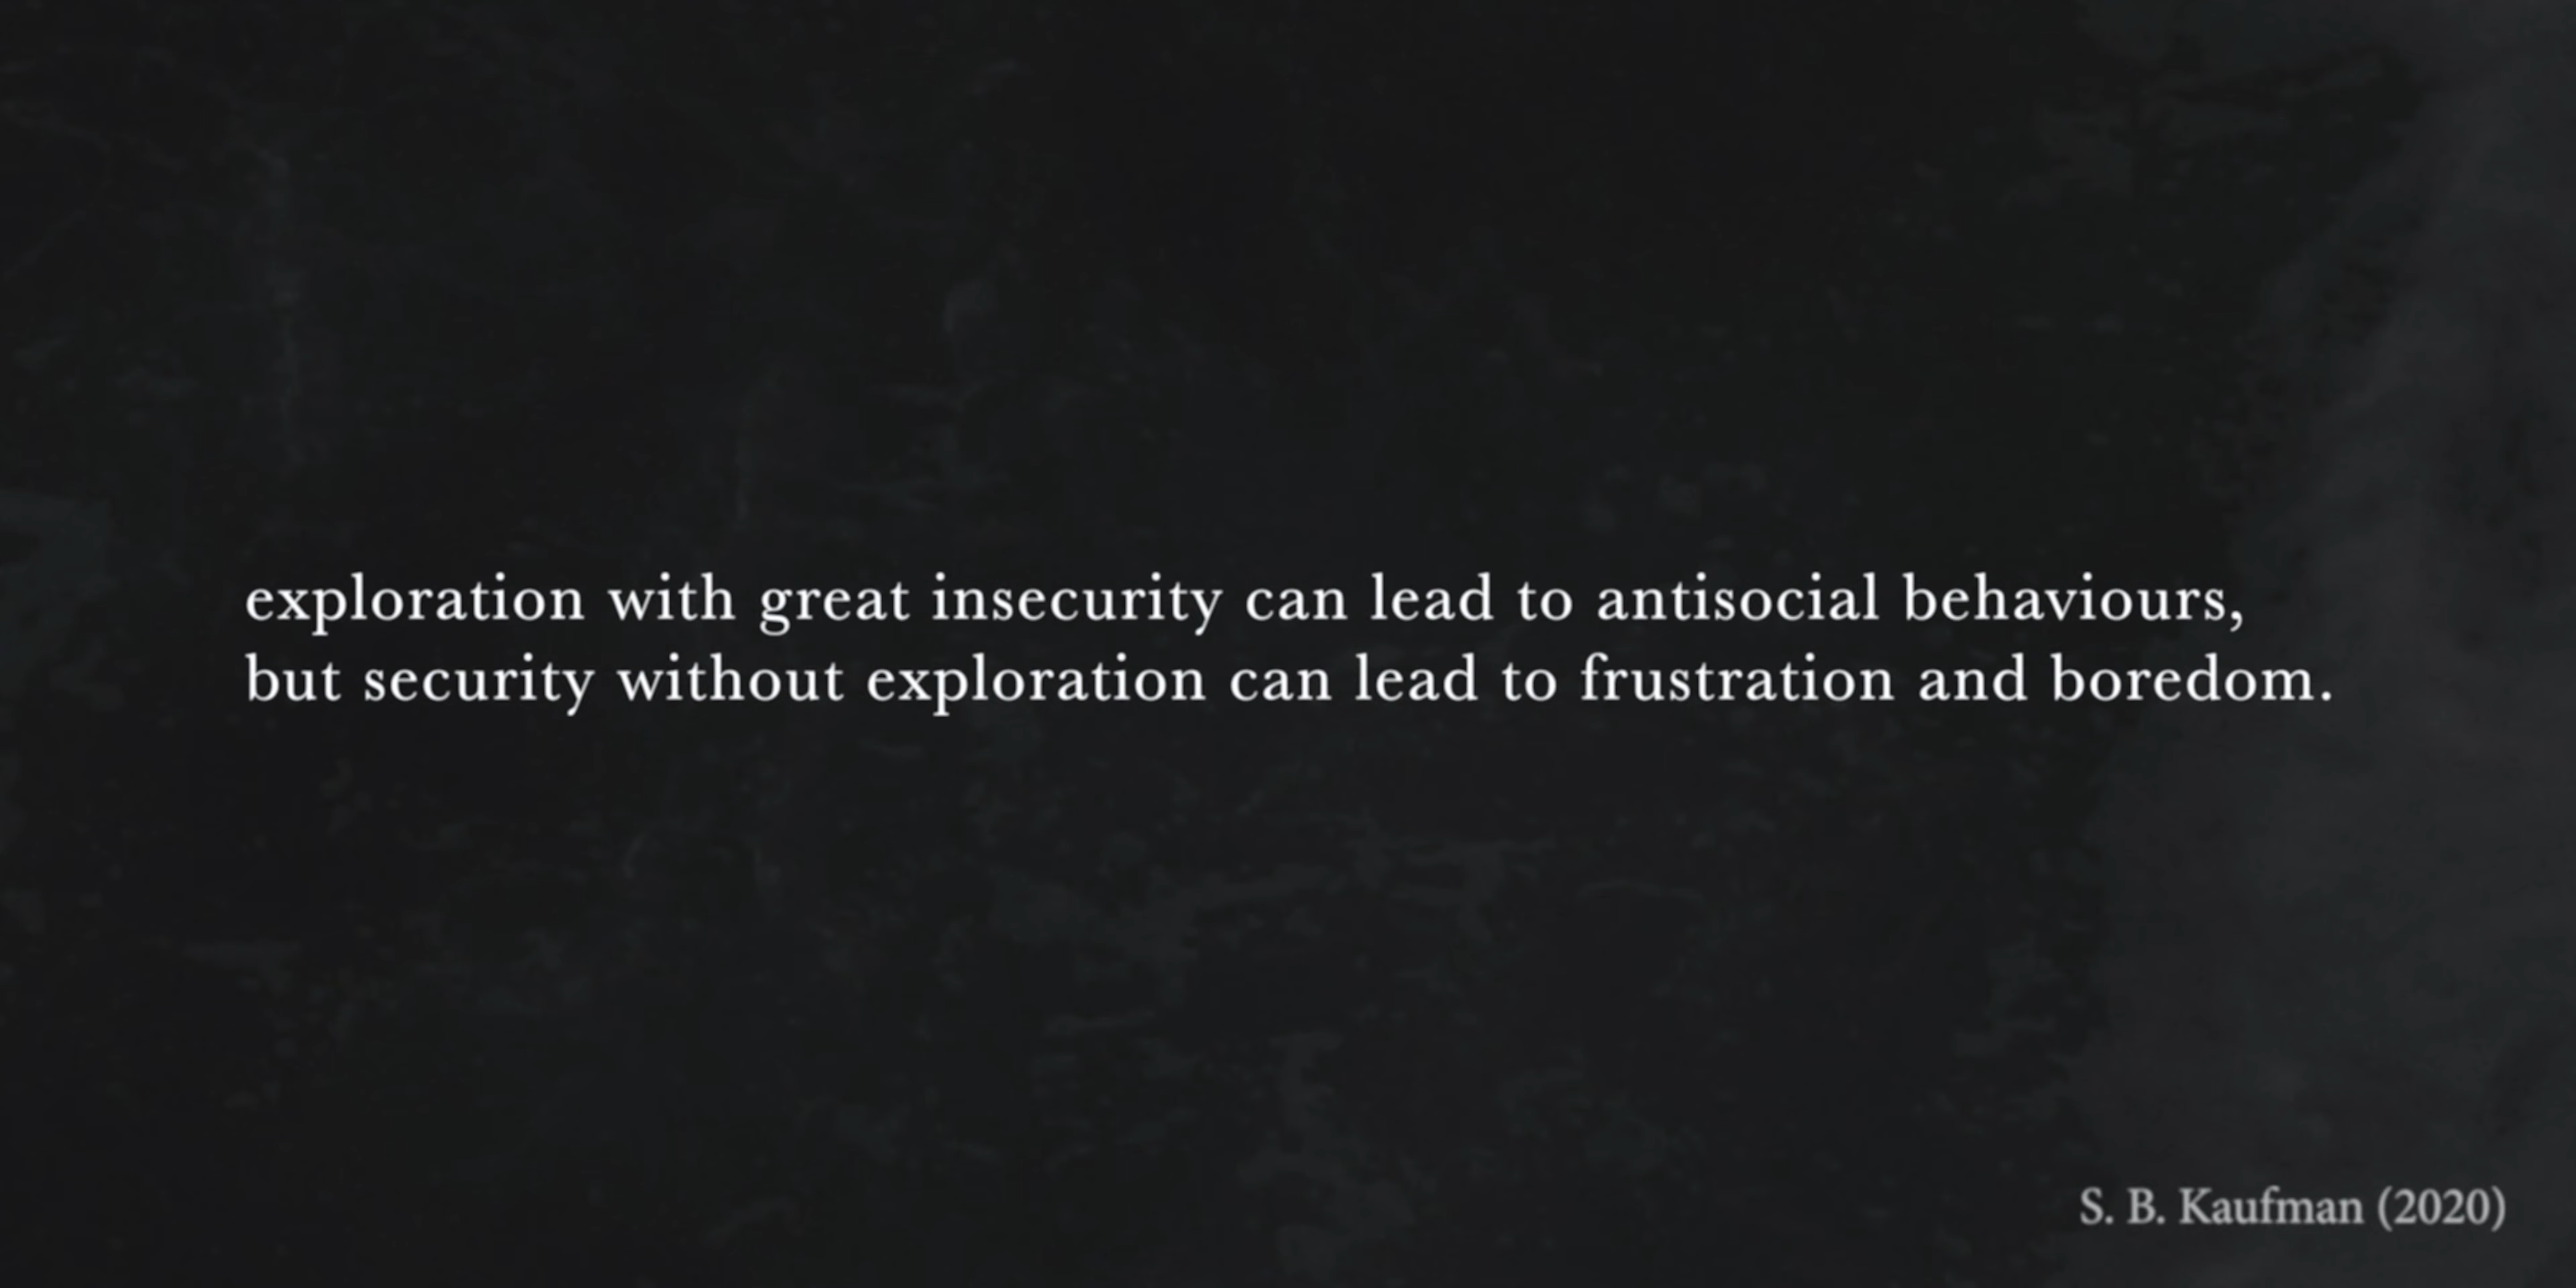 exploration with great insecurity can lead to antisocial behaviours,
but security without exploration can lead to frustration and boredom.
S. B. Kaufman (2020)